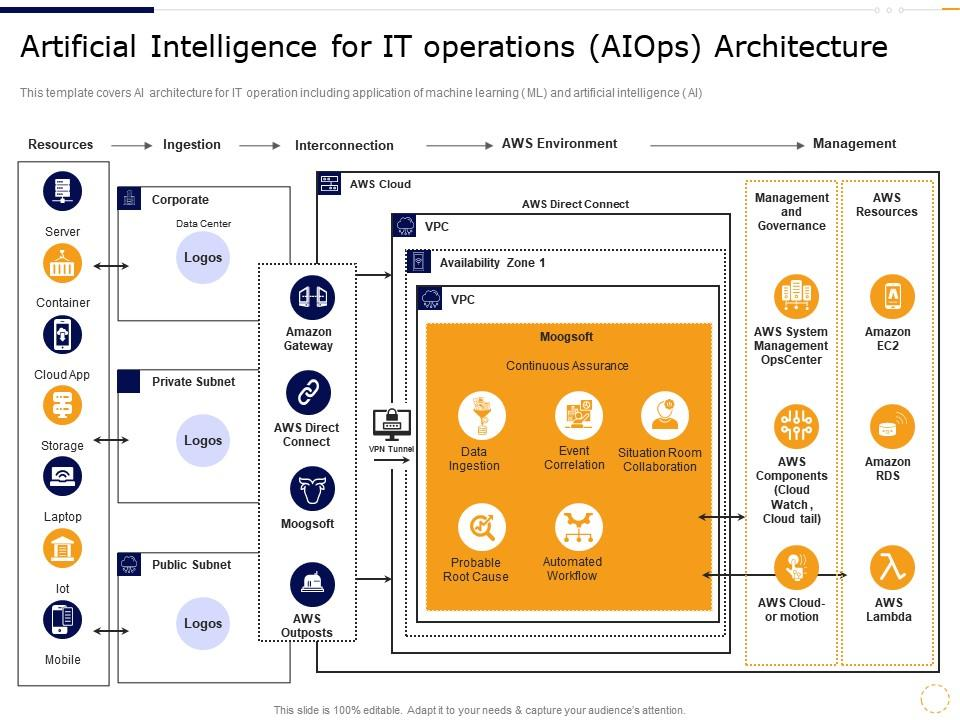 Artificial Intelligence for IT operations (AIOps) Architecture
This template covers AI architecture for IT operation including application of machine learning (ML) and artificial intelligence (AI)
Resources
Ingestion
Interconnection
AWS Environment
Management
Server
Container
Cloud App
Storage
Laptop
Iot
Mobile
Corporate
Data Center
Logos
Private Subnet
Logos
Public Subnet
Logos
Amazon
Gateway
AWS Direct
Connect
Moogsoft
AWS
Outposts
AWS Cloud
AWS Direct Connect
VPC
Availability Zone 1
VPC
VPN Tunnel
Moogsoft
Continuous Assurance
Data
Ingestion
Event
Correlation
Situation Room
Collaboration
Probable
Root Cause
Automated
Workflow
Management
and
Governance
AWS System
Management
OpsCenter
AWS
Components
(Cloud
Watch ,
Cloud tail)
AWS Cloud-
or motion
AWS
Resources
Amazon
EC2
Amazon
RDS
AWS
Lambda
This slide is 100% editable. Adapt it to your needs & capture your audience's attention.